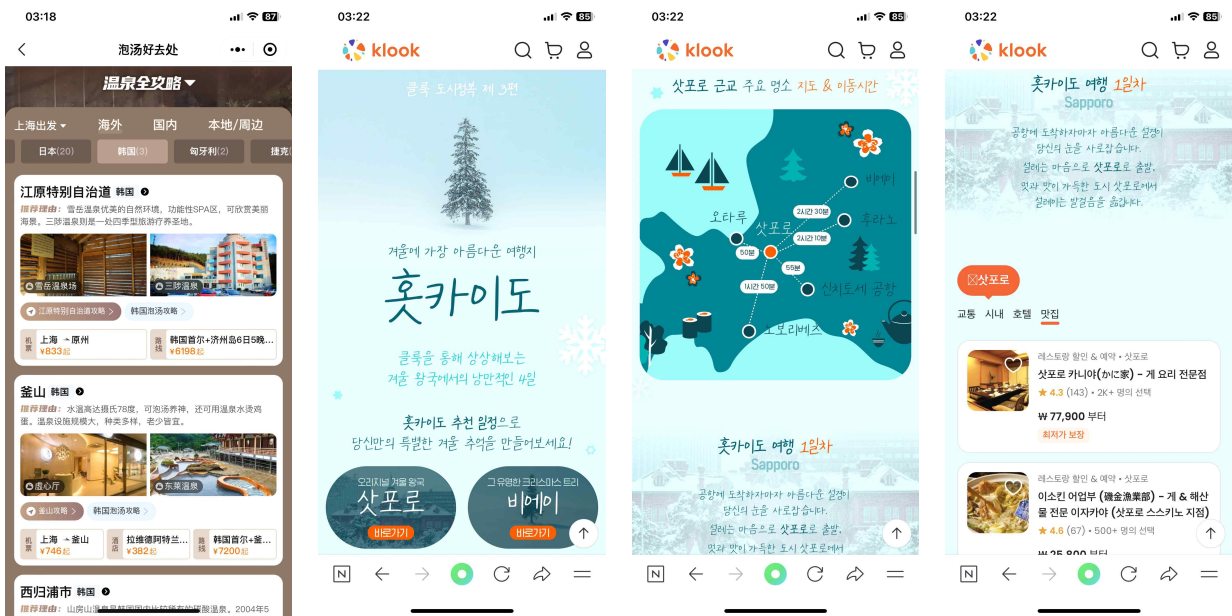 03:18
87
泡汤好去处
温泉全攻略
上海出发
海外
国内
本地/周边
日本(20)
韩国(3)
匈牙利(2)
捷克(
江原特别自治道 韩国
推荐理由: 雪岳温泉优美的自然环境，功能性SPA区，可欣赏美丽
海景。三陟温泉则是一处四季型旅游疗养圣地。
雪岳温泉场
三陟温泉
江原特别自治道攻略
韩国泡汤攻略
机票
上海
原州
¥833起
路线
韩国首尔+济州岛6日5晚...
¥6198起
釜山 韩国
推荐理由: 水温高达摄氏78度，可泡汤养神，还可用温泉水烫鸡
蛋。温泉设施规模大，种类多样，老少皆宜。
虚心厅
东莱温泉
釜山攻略
韩国泡汤攻略
机票
上海
釜山
¥746起
酒店
拉维德阿特兰...
¥382起
路线
韩国首尔+釜...
¥7200起
西归浦市 韩国
03:22
85
klook
클룩 도시정복 제 3편
겨울에 가장 아름다운 여행지
홋카이도
클룩을 통해 상상해보는
겨울 왕국에서의 낭만적인 4일
홋카이도 추천 일정으로
당신만의 특별한 겨울 추억을 만들어보세요!
오리지널 겨울 왕국
삿포로
바로가기
그 유명한 크리스마스 트리
비에이
바로가기
N
03:22
85
klook
삿포로 근교 주요 명소 지도 & 이동시간
비에이
2시간 30분
오타루
삿포로
후라노
2시간 10분
50분
55분
1시간 50분
신치토세 공항
노보리베츠
홋카이도 여행 1일차
Sapporo
공항에 도착하자마자 아름다운 설경이
당신의 눈을 사로잡습니다.
설레는 마음으로 삿포로로 출발,
멋과 맛이 가득한 도시 삿포로에서
N
03:22
85
klook
홋카이도 여행 1일차
Sapporo
공항에 도착하자마자 아름다운 설경이
당신의 눈을 사로잡습니다.
설레는 마음으로 삿포로로 출발,
멋과 맛이 가득한 도시 삿포로에서
설레이는 발걸음을 옮깁니다.
삿포로
교통
시내
호텔
맛집
레스토랑 할인 & 예약 • 삿포로
삿포로 카니야(かに家) - 게 요리 전문점
★ 4.3 (143) • 2K+ 명의 선택
₩ 77,900 부터
최저가 보장
레스토랑 할인 & 예약 • 삿포로
이소킨 어업부 (磯金漁業部) - 게 & 해산
물 전문 이자카야 (삿포로 스스키노 지점)
★ 4.6 (67) • 500+ 명의 선택
₩ 25,800 부터
N